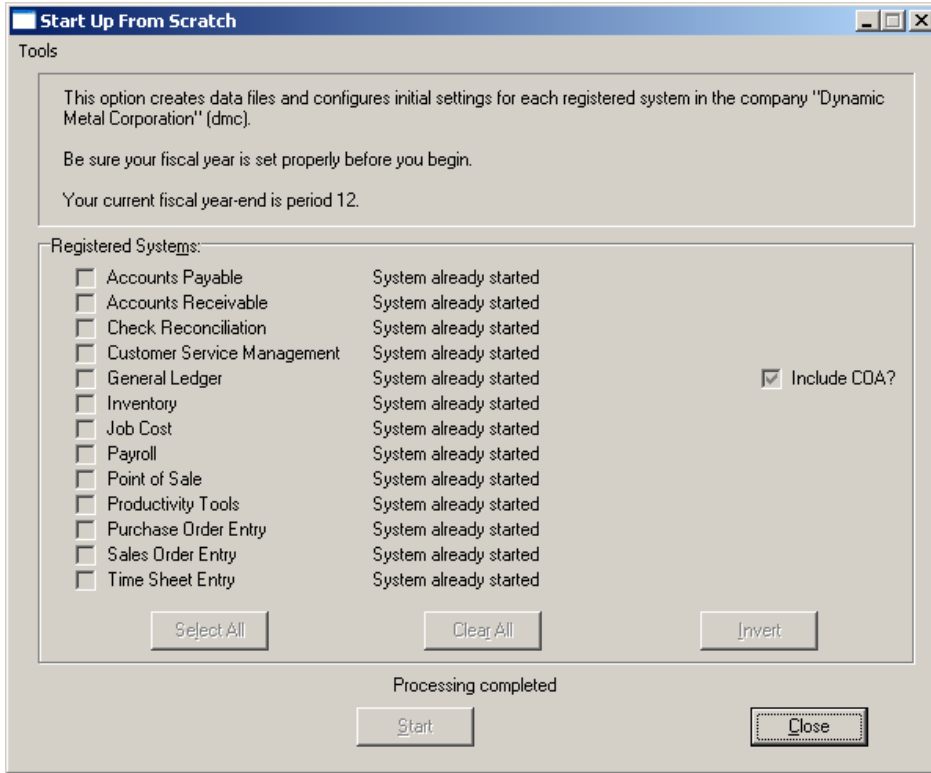 Start Up From Scratch
Tools
This option creates data files and configures initial settings for each registered system in the company "Dynamic
Metal Corporation" (dmc).
Be sure your fiscal year is set properly before you begin.
Your current fiscal year-end is period 12.
Registered Systems:
Accounts Payable System already started
Accounts Receivable System already started
Check Reconciliation System already started
Customer Service Management System already started
General Ledger System already started Include COA?
Inventory System already started
Job Cost System already started
Payroll System already started
Point of Sale System already started
Productivity Tools System already started
Purchase Order Entry System already started
Sales Order Entry System already started
Time Sheet Entry System already started
Select All Clear All Invert
Processing completed
Start Close